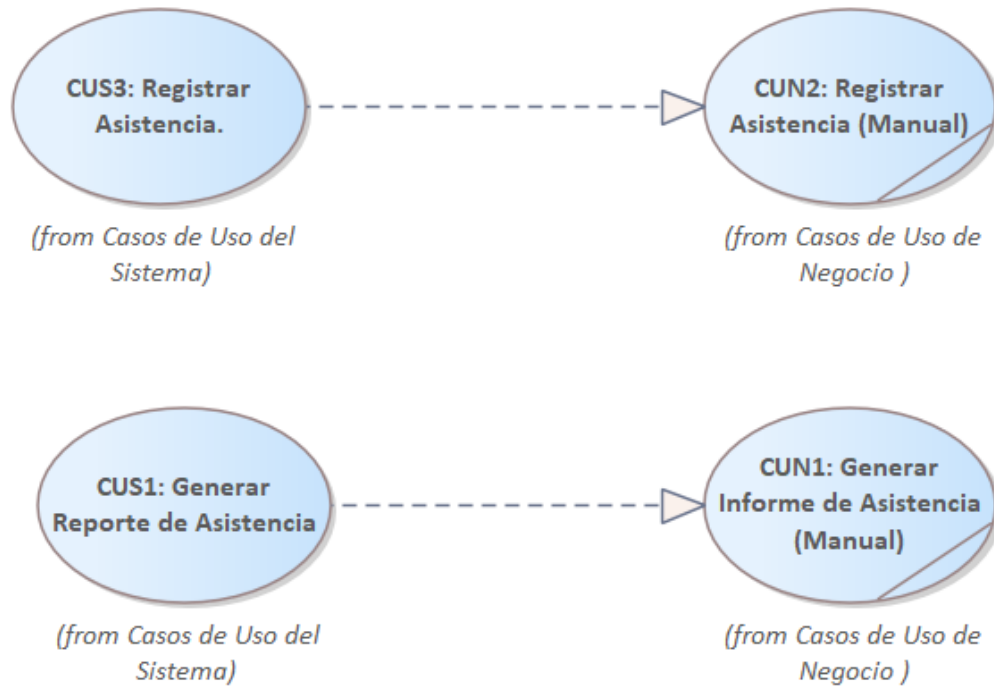 CUS3: Registrar
Asistencia.
(from Casos de Uso del
Sistema)
CUN2: Registrar
Asistencia (Manual)
(from Casos de Uso de
Negocio )
CUS1: Generar
Reporte de Asistencia
(from Casos de Uso del
Sistema)
CUN1: Generar
Informe de Asistencia
(Manual)
(from Casos de Uso de
Negocio )